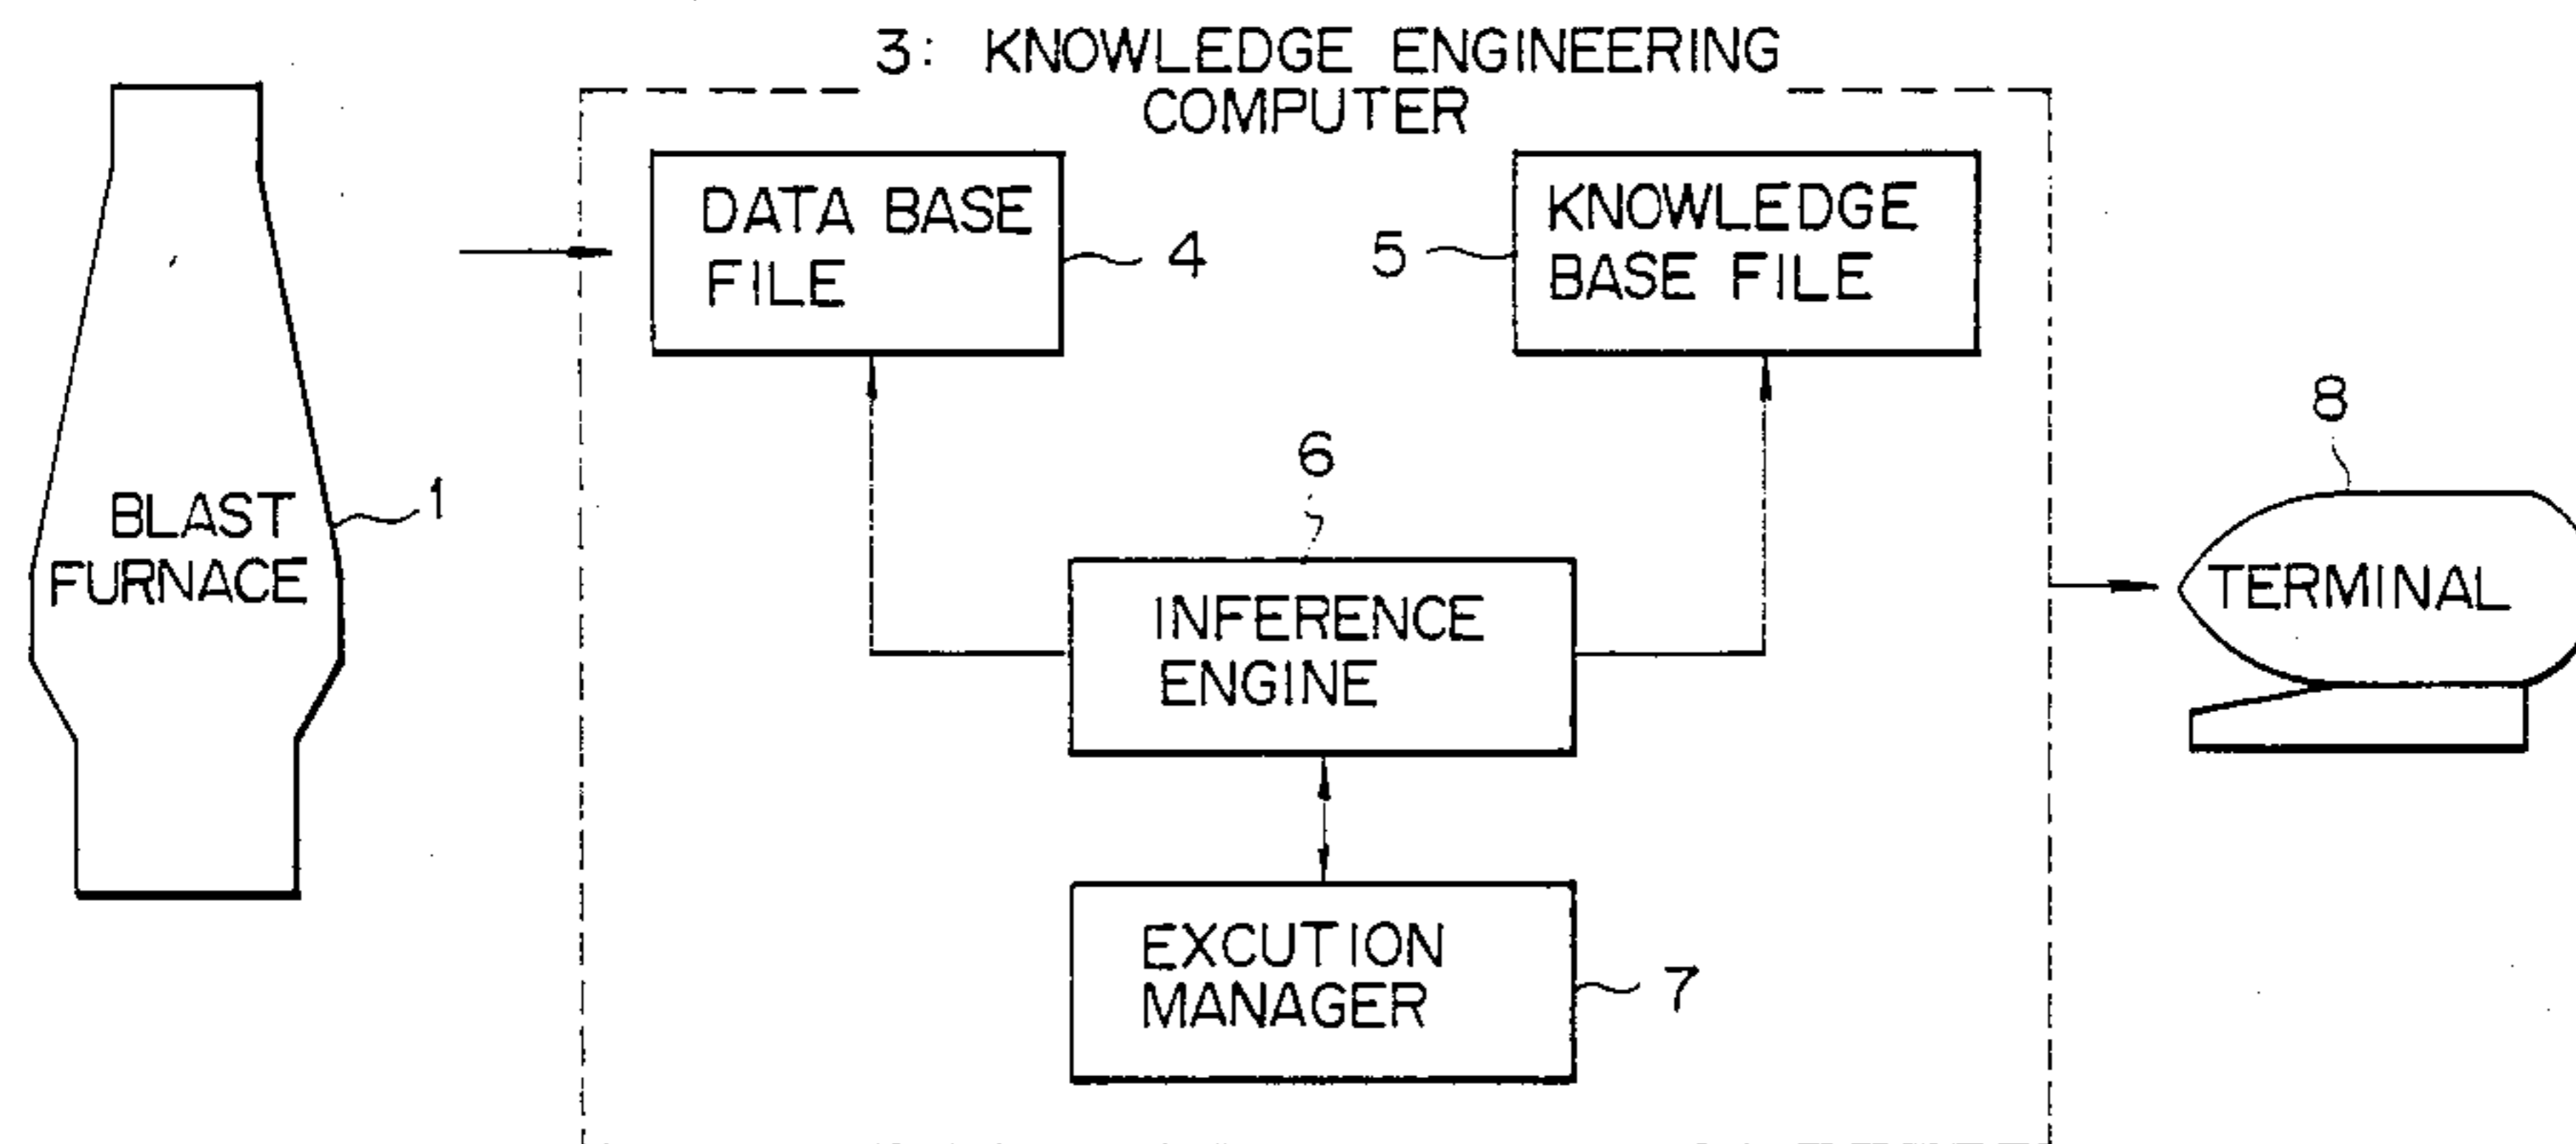 3: KNOWLEDGE ENGINEERING
COMPUTER
DATA BASE
FILE
4
5
KNOWLEDGE
BASE FILE
8
6
BLAST
FURNACE
1
TERMINAL
INFERENCE
ENGINE
EXCUTION
MANAGER
7